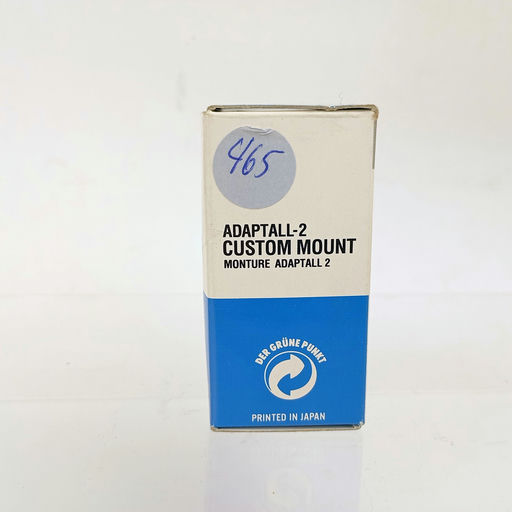 465
ADAPTALL-2
CUSTOM MOUNT
MONTURE ADAPTALL 2
DER GRÜNE PUNKT
PRINTED IN JAPAN